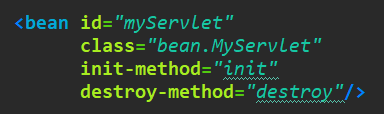 <bean id="myServlet"
class="bean.MyServlet"
init-method="init"
destroy-method="destroy"/>